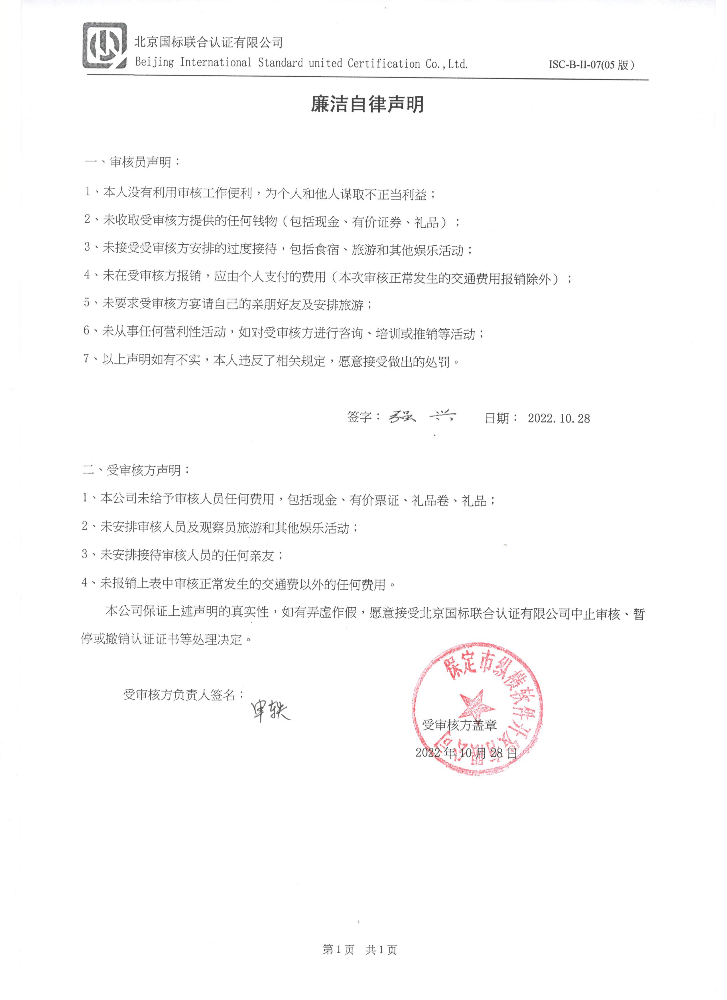 北京国标联合认证有限公司
Beijing International Standard united Certification Co.,Ltd.
ISC-B-II-07(05 版)
廉洁自律声明
一、审核员声明：
1、本人没有利用审核工作便利，为个人和他人谋取不正当利益；
2、未收取受审核方提供的任何钱物（包括现金、有价证券、礼品）；
3、未接受受审核方安排的过度接待，包括食宿、旅游和其他娱乐活动；
4、未在受审核方报销，应由个人支付的费用（本次审核正常发生的交通费用报销除外）；
5、未要求受审核方宴请自己的亲朋好友及安排旅游；
6、未从事任何营利性活动，如对受审核方进行咨询、培训或推销等活动；
7、以上声明如有不实，本人违反了相关规定，愿意接受做出的处罚。
签字： 强 兴 日期： 2022.10.28
二、受审核方声明：
1、本公司未给予审核人员任何费用，包括现金、有价票证、礼品卷、礼品；
2、未安排审核人员及观察员旅游和其他娱乐活动；
3、未安排接待审核人员的任何亲友；
4、未报销上表中审核正常发生的交通费以外的任何费用。
本公司保证上述声明的真实性，如有弄虚作假，愿意接受北京国标联合认证有限公司中止审核、暂
停或撤销认证证书等处理决定。
保定市纵横软件开发有限公司
受审核方负责人签名：
申轶
受审核方盖章
2022 年 10 月 28 日
第 1 页 共 1 页